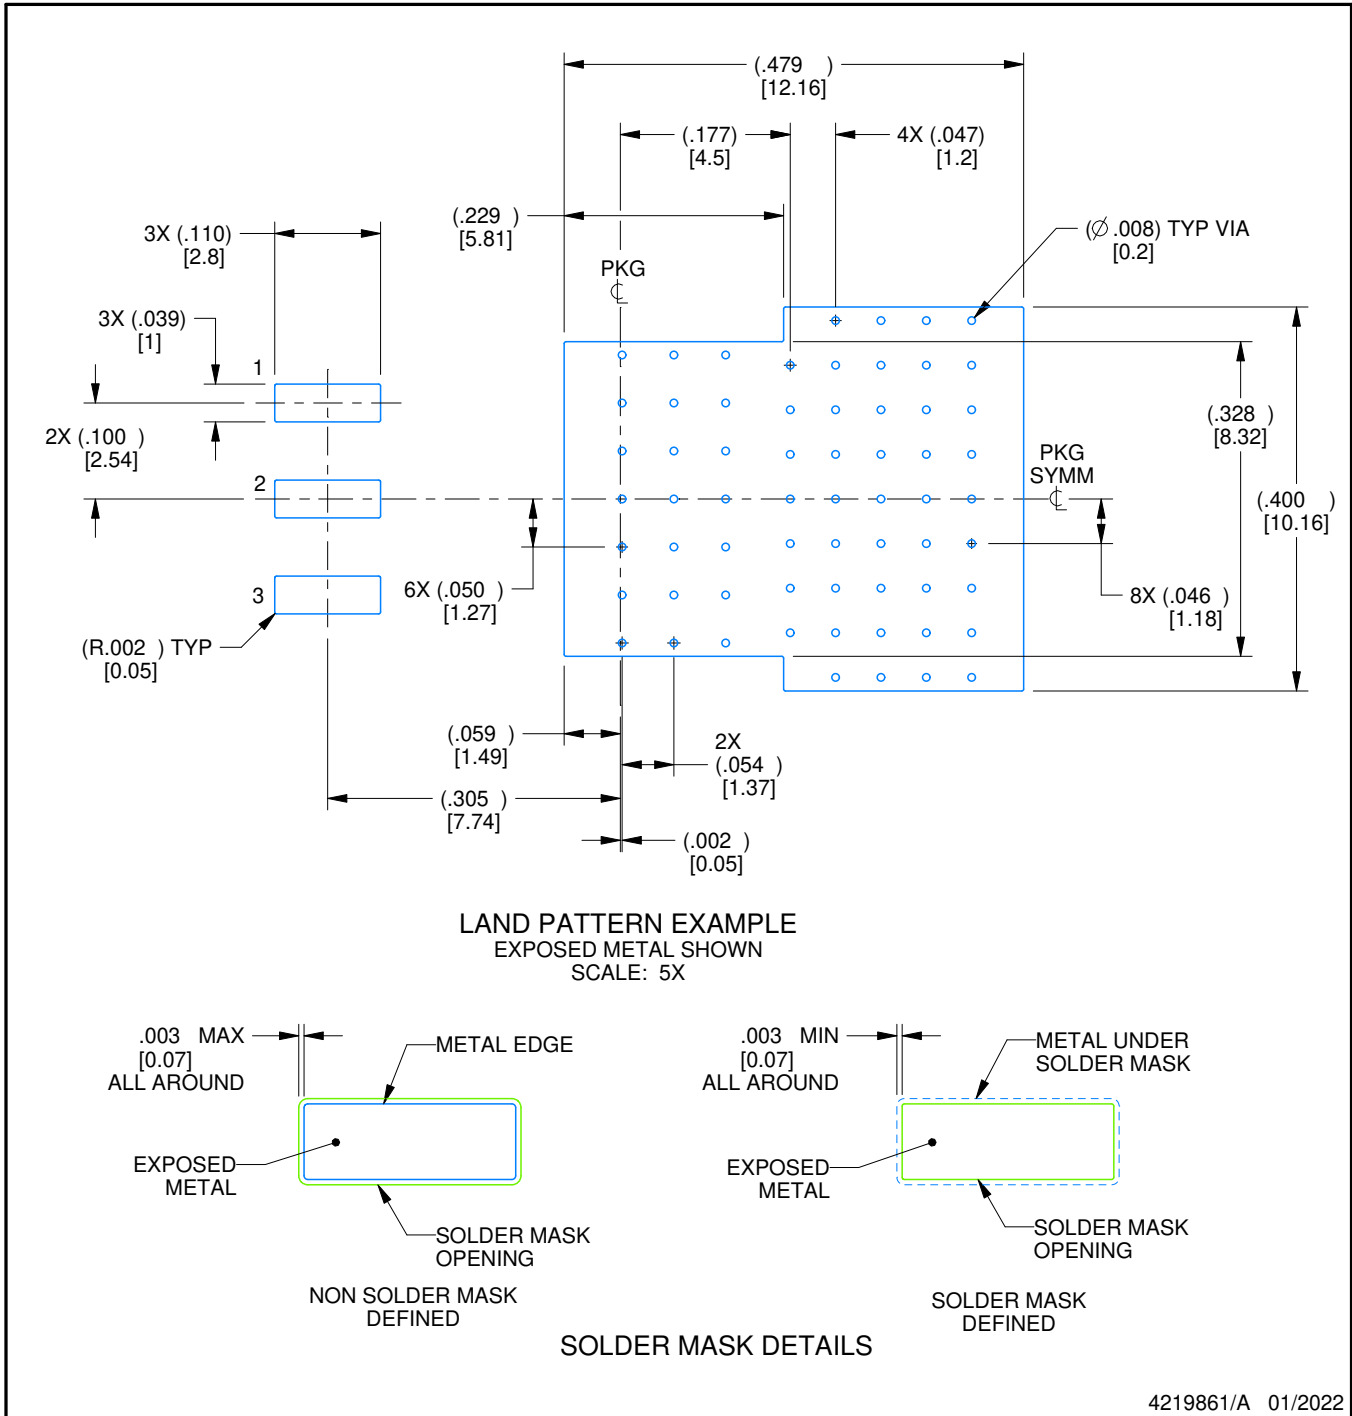 (.479 )
[12.16]
(.177)
[4.5]
4X (.047)
[1.2]
(.229 )
[5.81]
3X (.110)
[2.8]
(Ø .008) TYP VIA
[0.2]
PKG
℄
3X (.039)
[1]
1
2X (.100 )
[2.54]
(.328 )
[8.32]
PKG
SYMM
℄
2
(.400 )
[10.16]
6X (.050 )
[1.27]
3
8X (.046 )
[1.18]
(R.002 ) TYP
[0.05]
(.059 )
[1.49]
2X
(.054 )
[1.37]
(.305 )
[7.74]
(.002 )
[0.05]
LAND PATTERN EXAMPLE
EXPOSED METAL SHOWN
SCALE: 5X
.003 MAX
[0.07]
ALL AROUND
METAL EDGE
EXPOSED
METAL
SOLDER MASK
OPENING
NON SOLDER MASK
DEFINED
.003 MIN
[0.07]
ALL AROUND
METAL UNDER
SOLDER MASK
EXPOSED
METAL
SOLDER MASK
OPENING
SOLDER MASK
DEFINED
SOLDER MASK DETAILS
4219861/A 01/2022